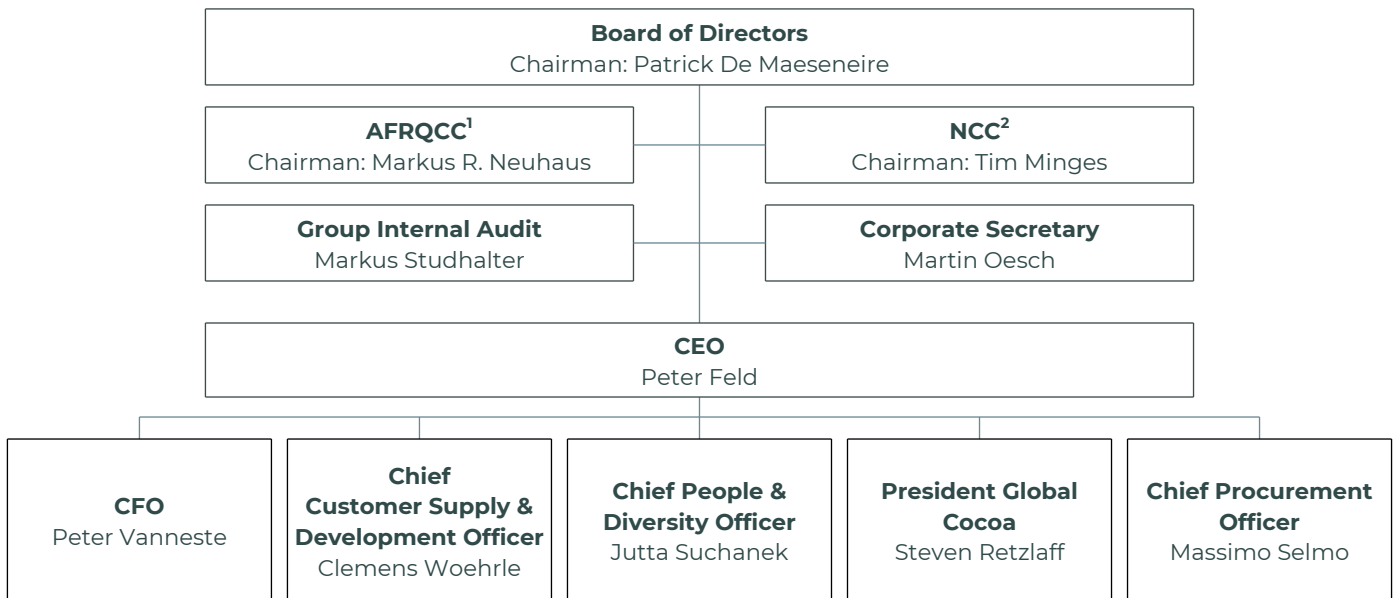 Board of Directors
Chairman: Patrick De Maeseneire
AFRQCC¹
Chairman: Markus R. Neuhaus
NCC²
Chairman: Tim Minges
Group Internal Audit
Markus Studhalter
Corporate Secretary
Martin Oesch
CEO
Peter Feld
CFO
Peter Vanneste
Chief
Customer Supply &
Development Officer
Clemens Woehrle
Chief People &
Diversity Officer
Jutta Suchanek
President Global
Cocoa
Steven Retzlaff
Chief Procurement
Officer
Massimo Selmo